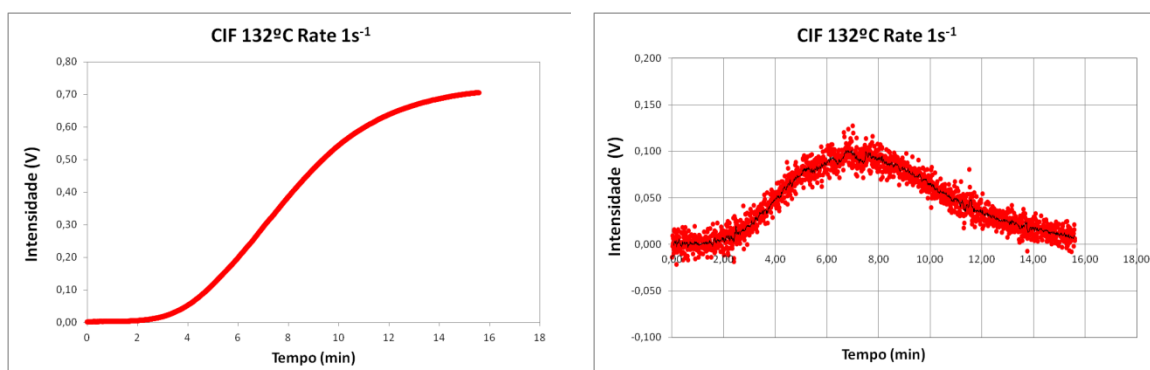 CIF 132ºC Rate 1s⁻¹
0,80
0,70
0,60
0,50
0,40
0,30
0,20
0,10
0,00
Intensidade (V)
0 2 4 6 8 10 12 14 16 18
Tempo (min)
CIF 132ºC Rate 1s⁻¹
0,200
0,150
0,100
0,050
0,000
-0,050
-0,100
Intensidade (V)
0,00 2,00 4,00 6,00 8,00 10,00 12,00 14,00 16,00 18,00
Tempo (min)